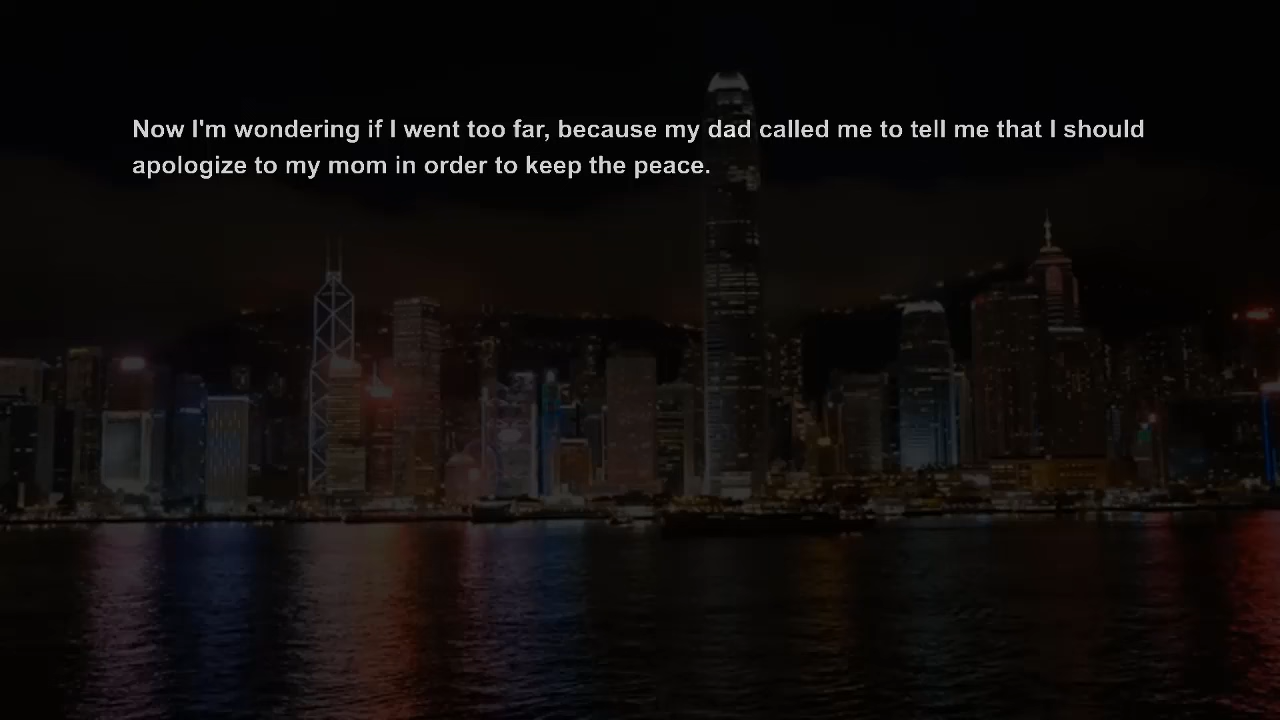 Now I'm wondering if I went too far, because my dad called me to tell me that I should
apologize to my mom in order to keep the peace.